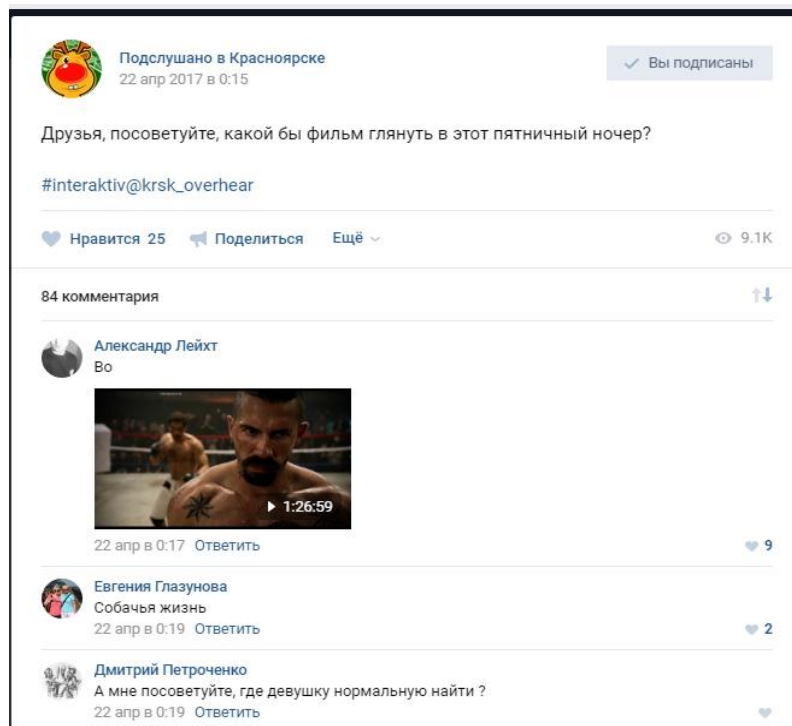 Подслушано в Красноярске
22 апр 2017 в 0:15
Вы подписаны
Друзья, посоветуйте, какой бы фильм глянуть в этот пятничный ночер?
#interaktiv@krsk_overhear
Нравится 25 Поделиться Ещё 9.1K
84 комментария
Александр Лейхт
Во
1:26:59
22 апр в 0:17 Ответить 9
Евгения Глазунова
Собачья жизнь
22 апр в 0:19 Ответить 2
Дмитрий Петроченко
А мне посоветуйте, где девушку нормальную найти ?
22 апр в 0:19 Ответить